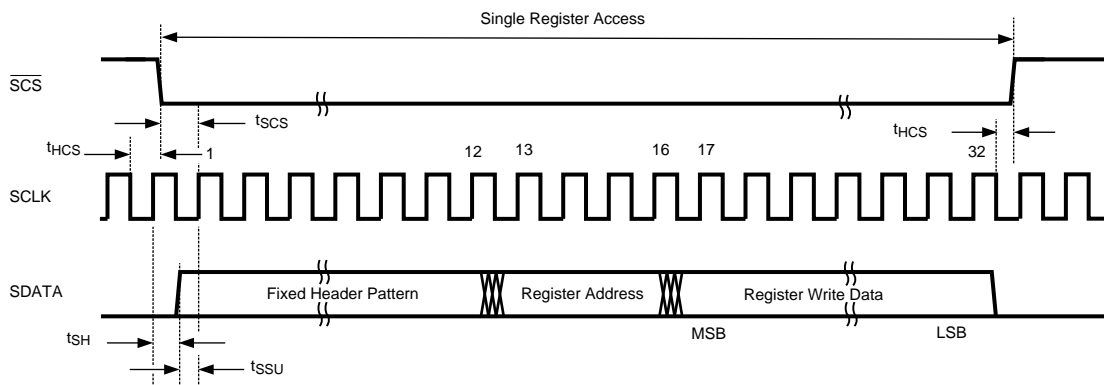 Single Register Access
SCS
tSCS
tHCS
tHCS
1
12
13
16
17
32
SCLK
SDATA
Fixed Header Pattern
Register Address
Register Write Data
MSB
LSB
tSH
tSSU